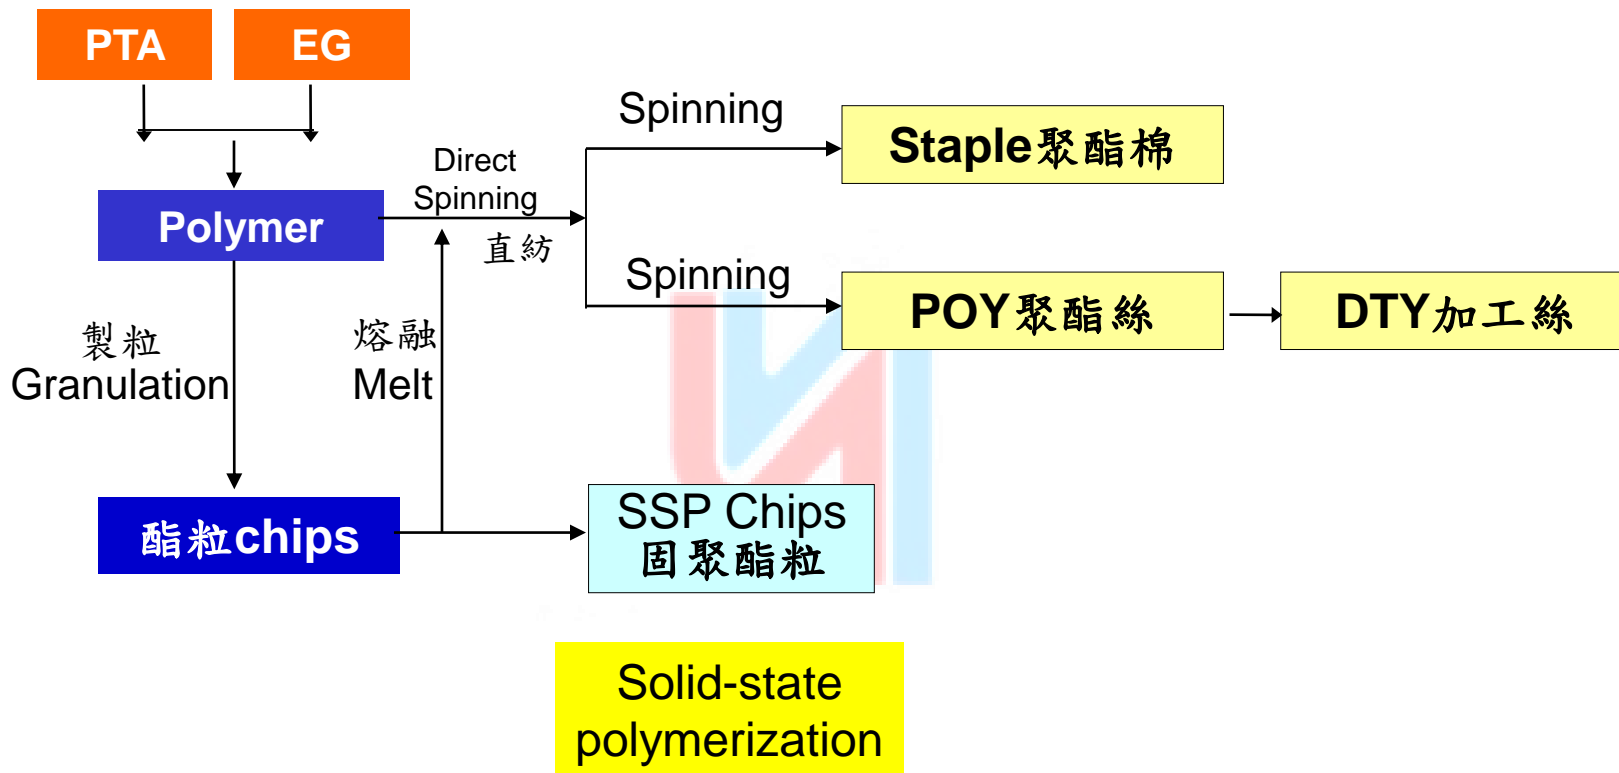 PTA
EG
Spinning
Staple聚酯棉
Direct
Spinning
直紡
Polymer
Spinning
POY聚酯絲
DTY加工絲
製粒
Granulation
熔融
Melt
酯粒chips
SSP Chips
固聚酯粒
Solid-state
polymerization